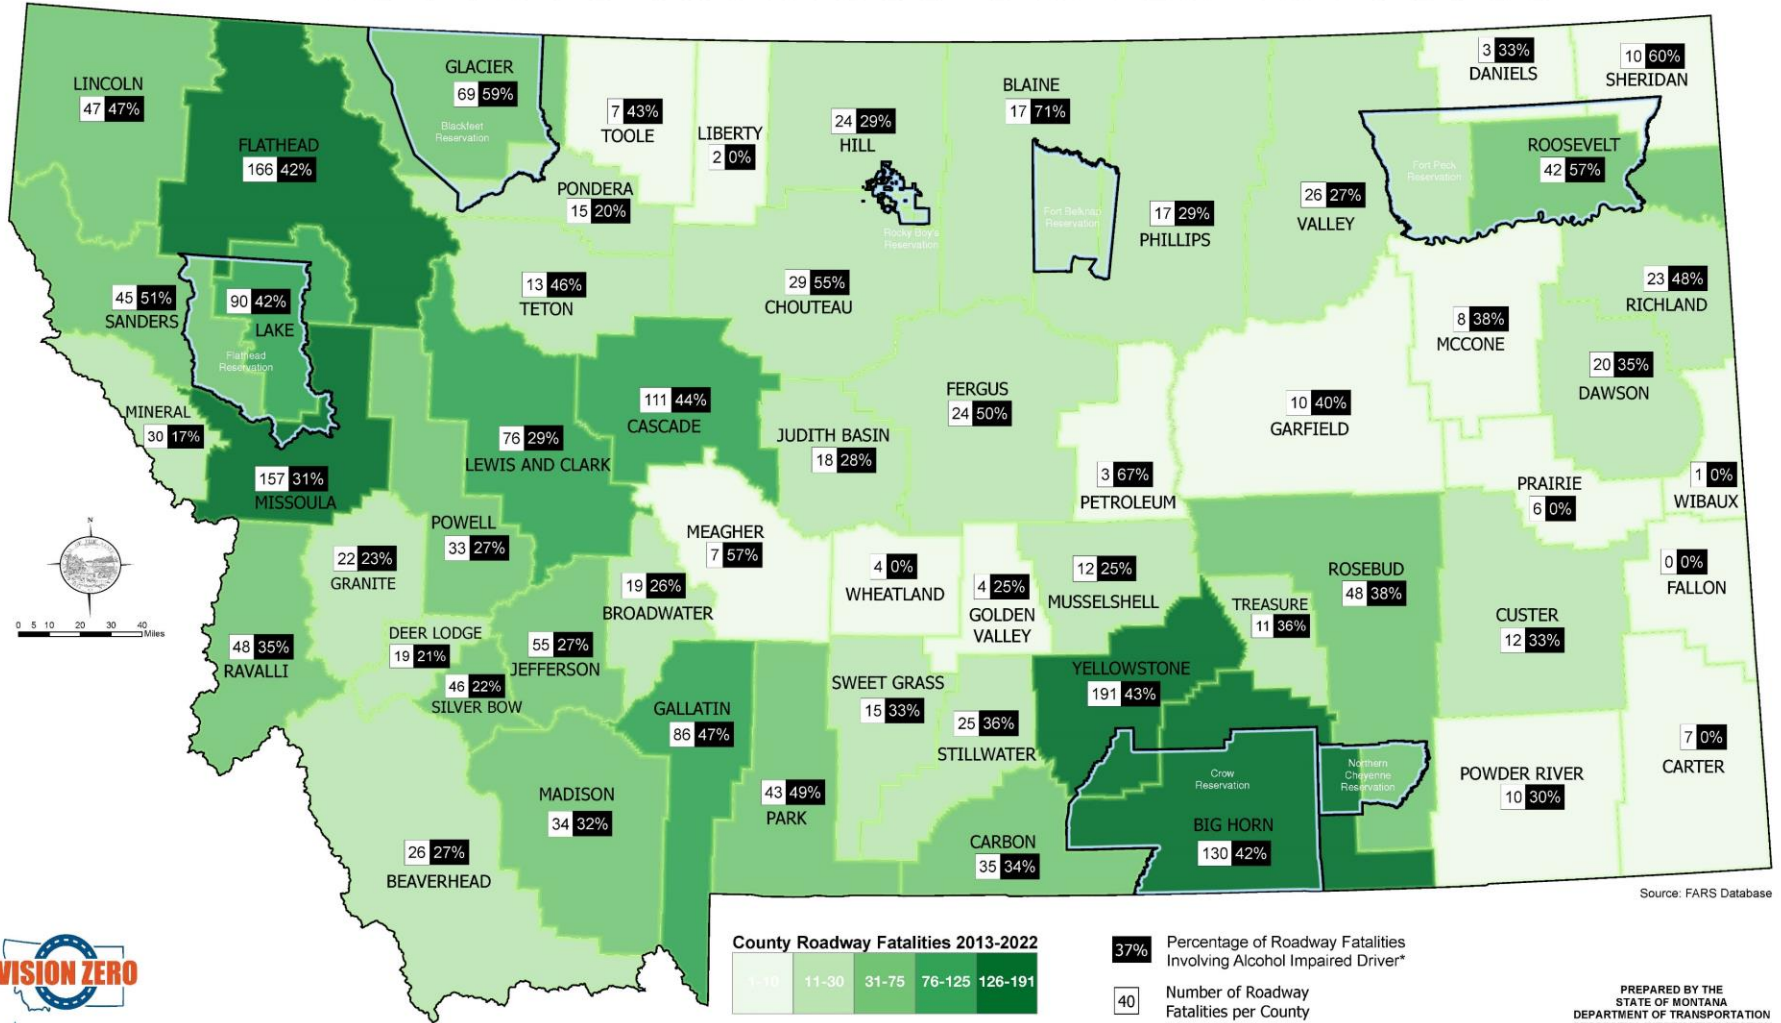 LINCOLN
47 47%
FLATHEAD
166 42%
GLACIER
69 59%
Blackfeet
Reservation
7 43%
TOOLE
LIBERTY
2 0%
24 29%
HILL
Rocky Boy's
Reservation
BLAINE
17 71%
Fort Belknap
Reservation
17 29%
PHILLIPS
26 27%
VALLEY
3 33%
DANIELS
10 60%
SHERIDAN
ROOSEVELT
42 57%
Fort Peck
Reservation
PONDERA
15 20%
13 46%
TETON
29 55%
CHOUTEAU
45 51%
SANDERS
90 42%
LAKE
Flathead
Reservation
MINERAL
30 17%
157 31%
MISSOULA
76 29%
LEWIS AND CLARK
111 44%
CASCADE
JUDITH BASIN
18 28%
FERGUS
24 50%
3 67%
PETROLEUM
10 40%
GARFIELD
8 38%
MCCONE
23 48%
RICHLAND
20 35%
DAWSON
PRAIRIE
6 0%
1 0%
WIBAUX
POWELL
33 27%
22 23%
GRANITE
MEAGHER
7 57%
4 0%
WHEATLAND
4 25%
GOLDEN
VALLEY
12 25%
MUSSELSHELL
TREASURE
11 36%
ROSEBUD
48 38%
CUSTER
12 33%
0 0%
FALLON
19 26%
BROADWATER
DEER LODGE
19 21%
55 27%
JEFFERSON
48 35%
RAVALLI
46 22%
SILVER BOW
GALLATIN
86 47%
SWEET GRASS
15 33%
25 36%
STILLWATER
YELLOWSTONE
191 43%
43 49%
PARK
MADISON
34 32%
26 27%
BEAVERHEAD
CARBON
35 34%
Crow
Reservation
BIG HORN
130 42%
Northern
Cheyenne
Reservation
POWDER RIVER
10 30%
7 0%
CARTER
N
0 5 10 20 30 40
Miles
Source: FARS Database
VISION ZERO
County Roadway Fatalities 2013-2022
1-10 11-30 31-75 76-125 126-191
37% Percentage of Roadway Fatalities
Involving Alcohol Impaired Driver*
40 Number of Roadway
Fatalities per County
PREPARED BY THE
STATE OF MONTANA
DEPARTMENT OF TRANSPORTATION